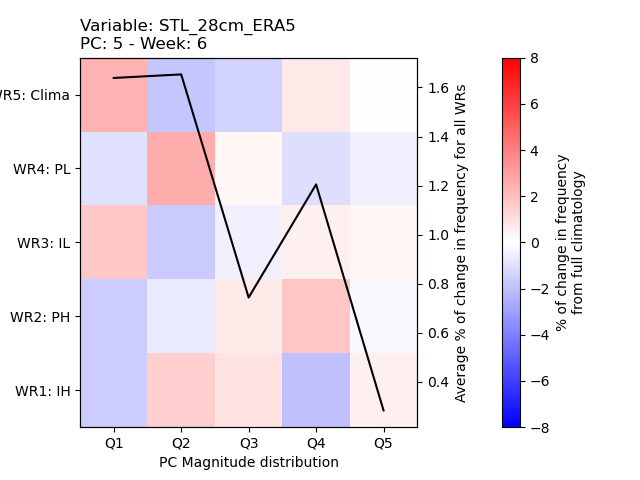 Variable: STL_28cm_ERA5
PC: 5 - Week: 6
WR5: Clima
WR4: PL
WR3: IL
WR2: PH
WR1: IH
Q1 Q2 Q3 Q4 Q5
PC Magnitude distribution
1.6
1.4
1.2
1.0
0.8
0.6
0.4
Average % of change in frequency for all WRs
8
6
4
2
0
−2
−4
−6
−8
% of change in frequency
from full climatology